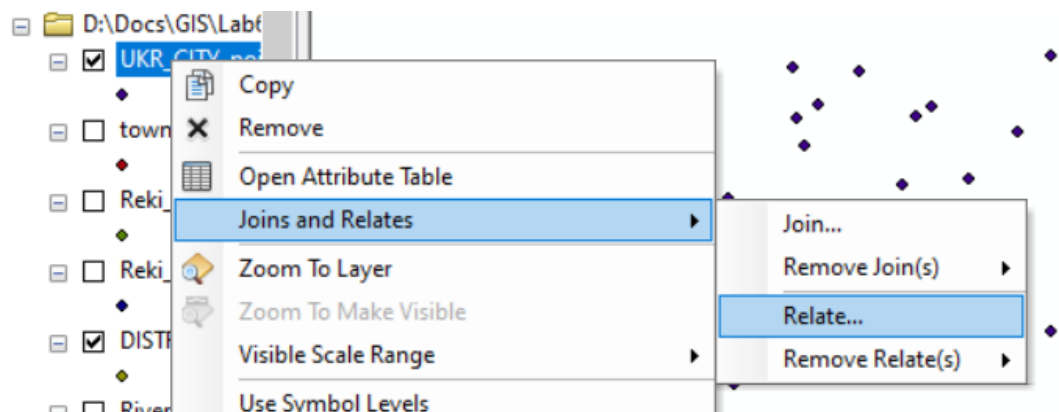 D:\Docs\GIS\Lab6
UKR_CITY_poi
Copy
town
Remove
Open Attribute Table
Reki_
Joins and Relates
Join...
Reki_
Zoom To Layer
Remove Join(s)
Zoom To Make Visible
Relate...
DISTR
Visible Scale Range
Remove Relate(s)
River
Use Symbol Levels